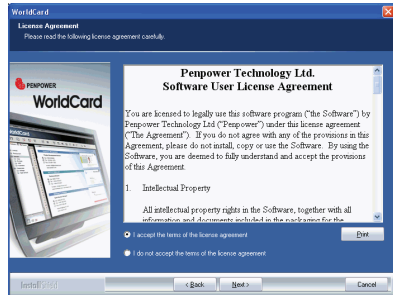 WorldCard
License Agreement
Please read the following license agreement carefully.
PENPOWER
WorldCard
Penpower Technology Ltd.
Software User License Agreement
You are licensed to legally use this software program ("the Software") by
Penpower Technology Ltd ("Penpower") under this license agreement
("The Agreement"). If you do not agree with any of the provisions in this
Agreement, please do not install, copy or use the Software. By using the
Software, you are deemed to fully understand and accept the provisions
of this Agreement.
1. Intellectual Property
All intellectual property rights in the Software, together with all
information and documents included in the packaging for the
I accept the terms of the license agreement
Print
I do not accept the terms of the license agreement
InstallShield
< Back Next > Cancel